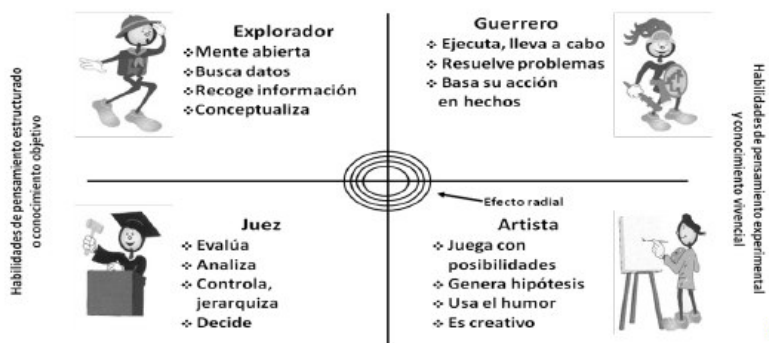 Habilidades de pensamiento estructurado
o conocimiento objetivo
Explorador
❖ Mente abierta
❖ Busca datos
❖ Recoge información
❖ Conceptualiza
Guerrero
❖ Ejecuta, lleva a cabo
❖ Resuelve problemas
❖ Basa su acción
en hechos
Habilidades de pensamiento experimental
y conocimiento vivencial
Efecto radial
Juez
❖ Evalúa
❖ Analiza
❖ Controla,
jerarquiza
❖ Decide
Artista
❖ Juega con
posibilidades
❖ Genera hipótesis
❖ Usa el humor
❖ Es creativo